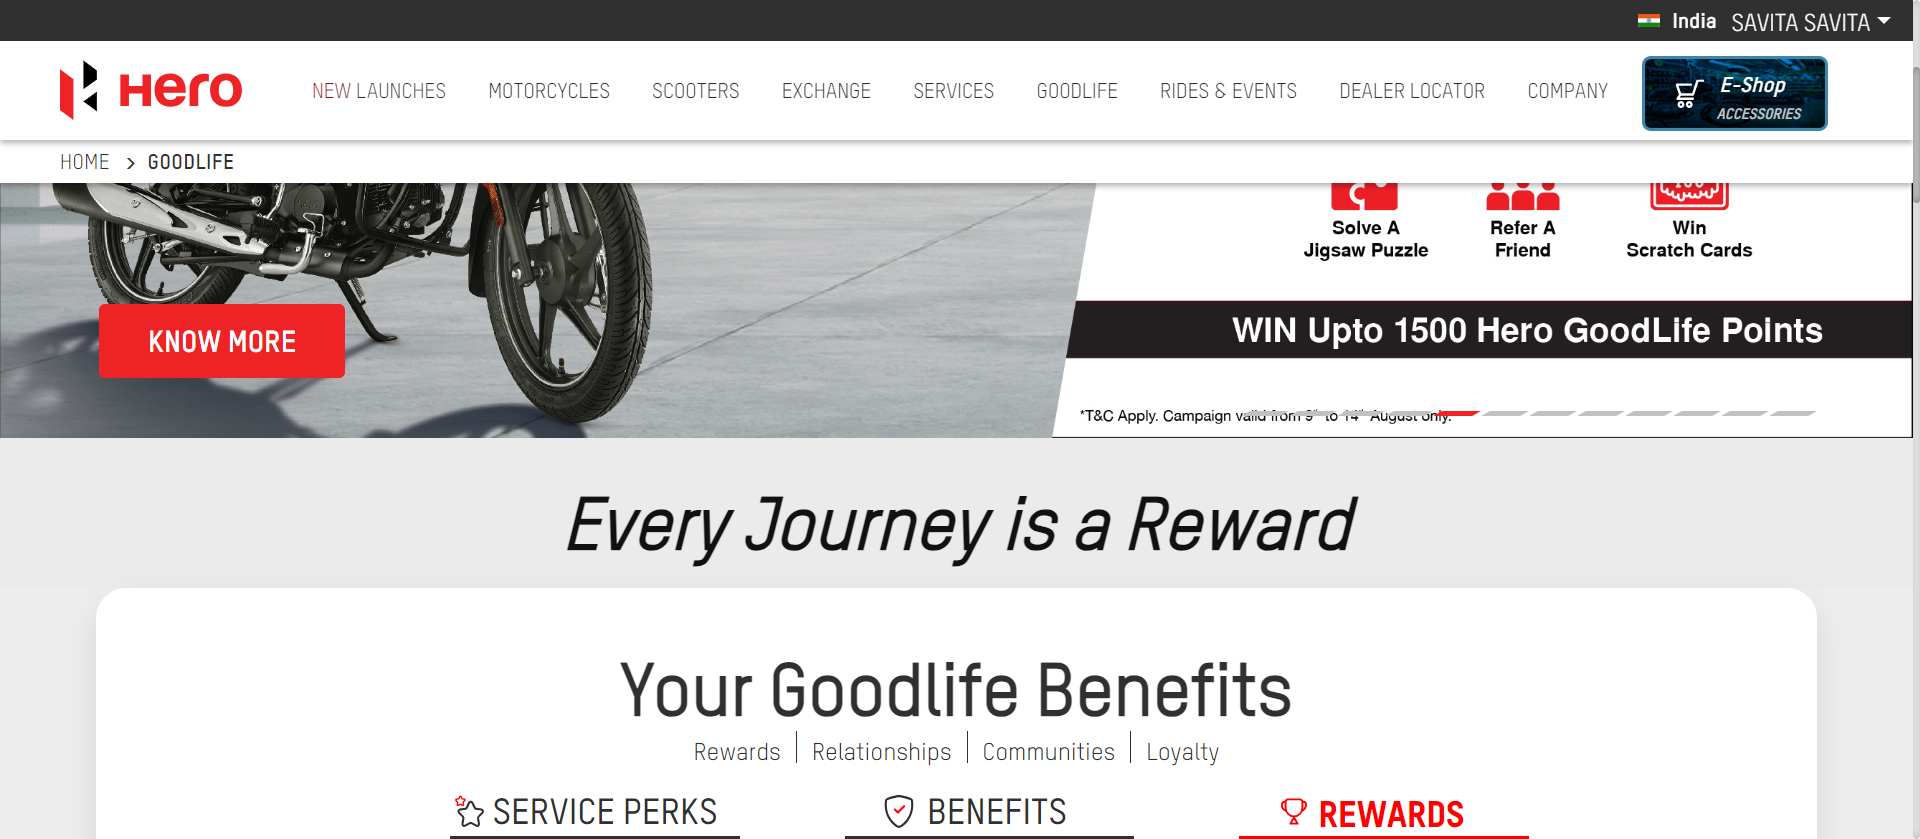 India SAVITA SAVITA
Hero NEW LAUNCHES MOTORCYCLES SCOOTERS EXCHANGE SERVICES GOODLIFE RIDES & EVENTS DEALER LOCATOR COMPANY E-Shop
ACCESSORIES
HOME > GOODLIFE
Solve A
Jigsaw Puzzle
Refer A
Friend
Win
Scratch Cards
KNOW MORE
WIN Upto 1500 Hero GoodLife Points
*T&C Apply. Campaign valid from 9th to 14th August only.
Every Journey is a Reward
Your Goodlife Benefits
Rewards | Relationships | Communities | Loyalty
SERVICE PERKS BENEFITS REWARDS